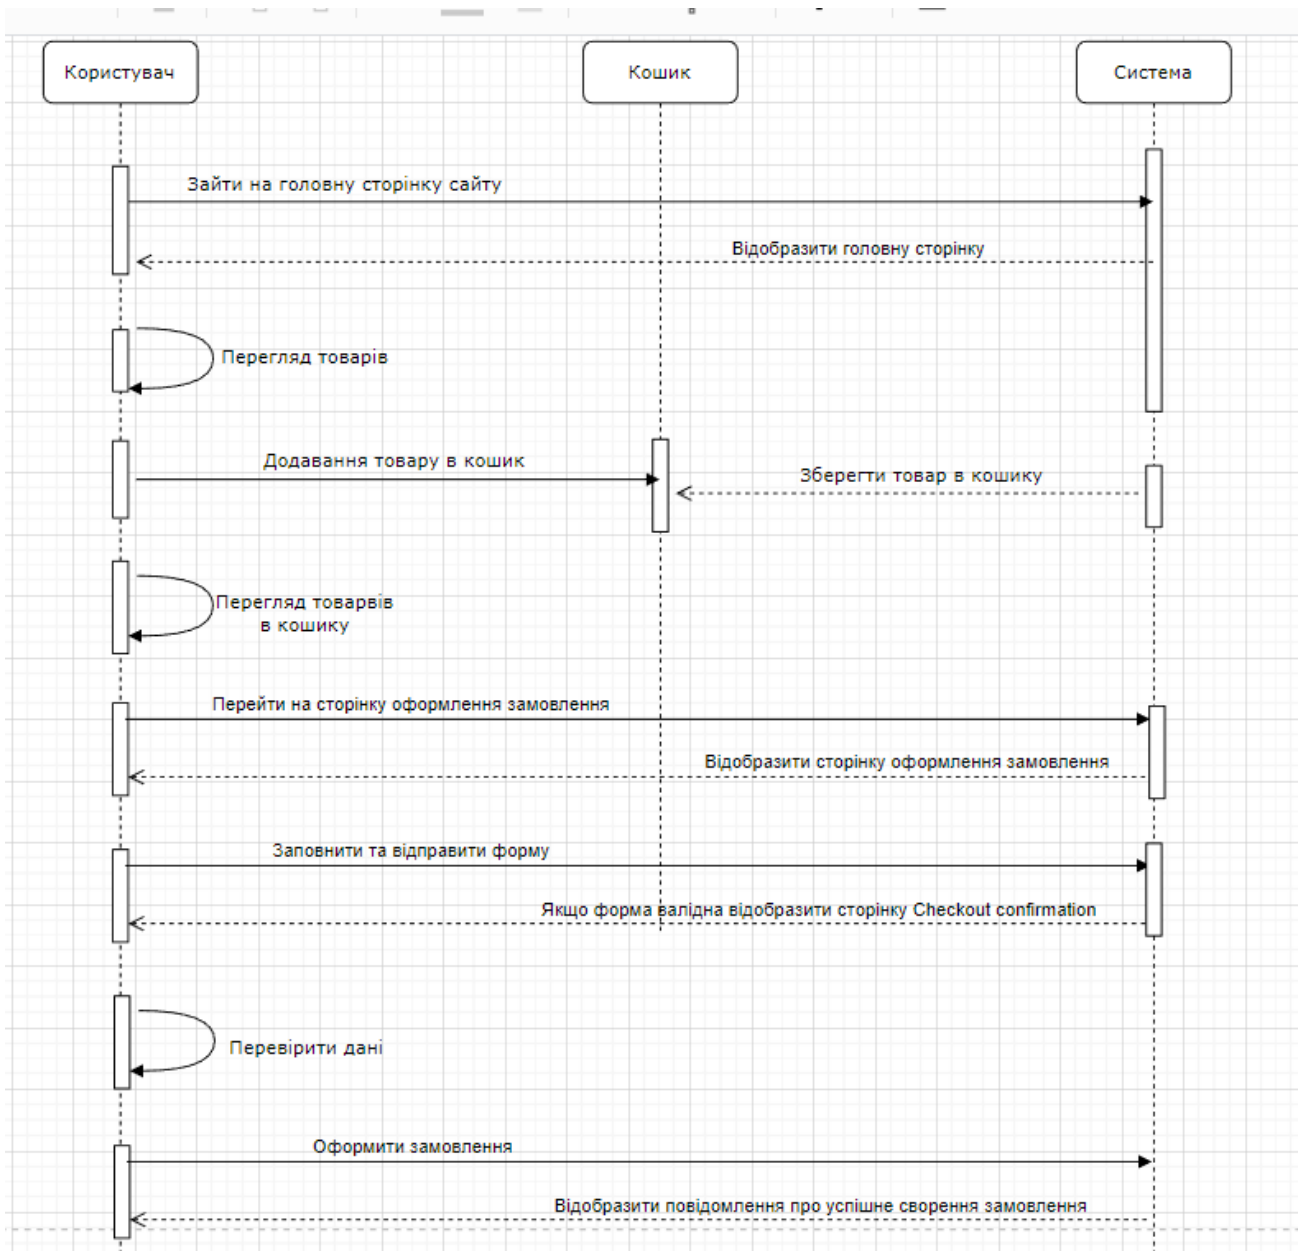 Користувач
Кошик
Система
Зайти на головну сторінку сайту
Відобразити головну сторінку
Перегляд товарів
Додавання товару в кошик
Зберегти товар в кошику
Перегляд товарвів
в кошику
Перейти на сторінку оформлення замовлення
Відобразити сторінку оформлення замовлення
Заповнити та відправити форму
Якщо форма валідна відобразити сторінку Checkout confirmation
Перевірити дані
Оформити замовлення
Відобразити повідомлення про успішне сворення замовлення